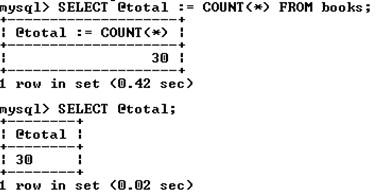 mysql> SELECT @total := COUNT(*) FROM books;
+--------------------+
| @total := COUNT(*) |
+--------------------+
|                 30 |
+--------------------+
1 row in set (0.42 sec)
mysql> SELECT @total;
+--------+
| @total |
+--------+
| 30     |
+--------+
1 row in set (0.02 sec)